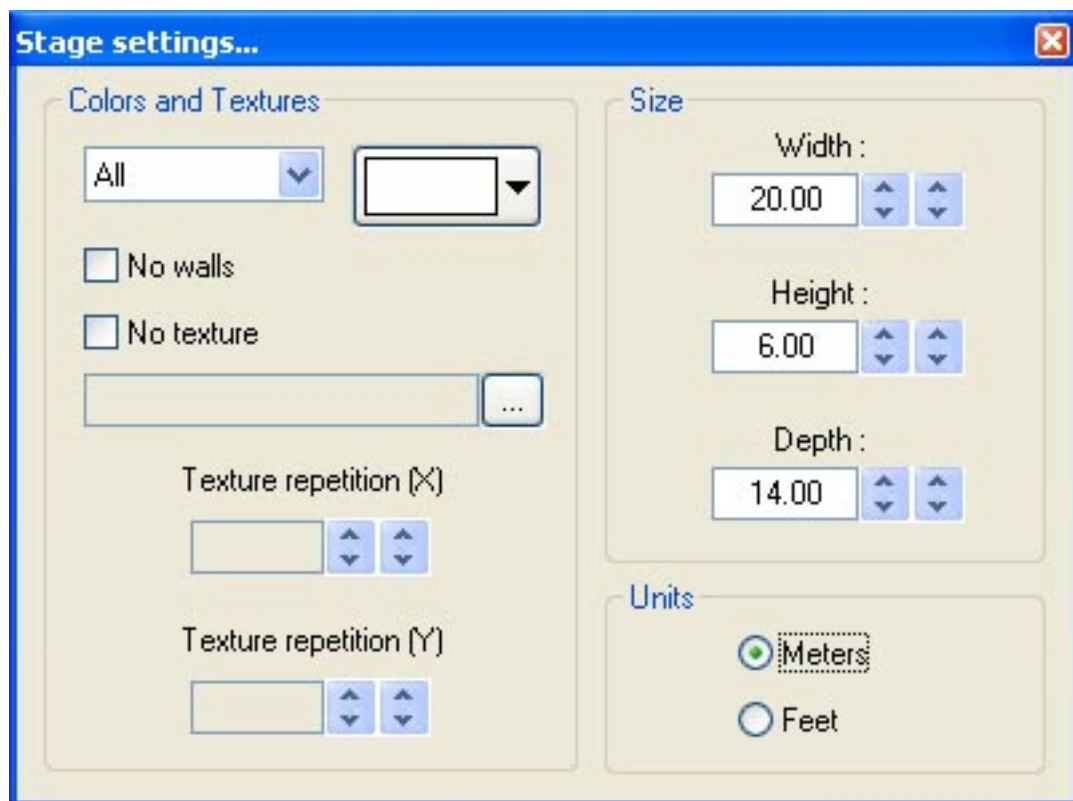 Stage settings...
Colors and Textures
All
No walls
No texture
...
Texture repetition (X)
Texture repetition (Y)
Size
Width :
20.00
Height :
6.00
Depth :
14.00
Units
Meters
Feet